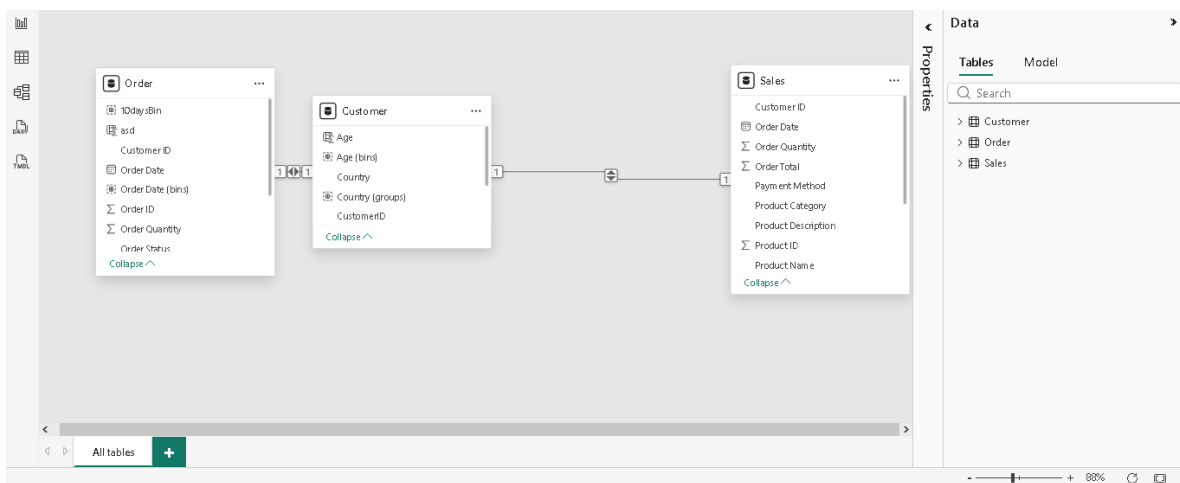 Order
10daysBin
asd
Customer ID
Order Date
Order Date (bins)
Order ID
Order Quantity
Order Status
Collapse
1
1
Customer
Age
Age (bins)
Country
Country (groups)
CustomerID
Collapse
1
1
Sales
Customer ID
Order Date
Order Quantity
Order Total
Payment Method
Product Category
Product Description
Product ID
Product Name
Collapse
Properties
Data
Tables Model
Search
Customer
Order
Sales
DAX
TMDL
All tables +
- + 88%